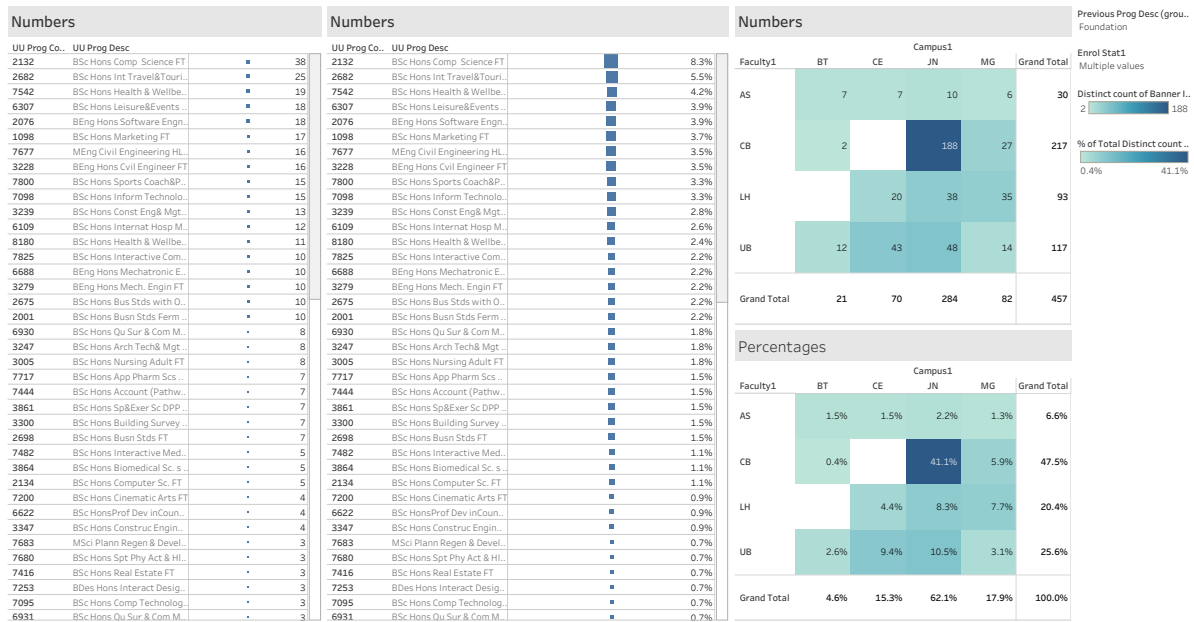 Numbers
UU Prog Co.. UU Prog Desc
2132 BSc Hons Comp Science FT 38
2682 BSc Hons Int Travel&Touri.. 25
7542 BSc Hons Health & Wellbe.. 19
6307 BSc Hons Leisure&Events .. 18
2076 BEng Hons Software Engn.. 18
1098 BSc Hons Marketing FT 17
7677 MEng Civil Engineering HL.. 16
3228 BEng Hons Cvil Engineer FT 16
7800 BSc Hons Sports Coach&P.. 15
7098 BSc Hons Inform Technolo.. 15
3239 BSc Hons Const Eng& Mgt.. 13
6109 BSc Hons Internat Hosp M.. 12
8180 BSc Hons Health & Wellbe.. 11
7825 BSc Hons Interactive Com.. 10
6688 BEng Hons Mechatronic E.. 10
3279 BEng Hons Mech. Engin FT 10
2675 BSc Hons Bus Stds with O.. 10
2001 BSc Hons Busn Stds Ferm .. 10
6930 BSc Hons Qu Sur & Com M.. 8
3247 BSc Hons Arch Tech& Mgt .. 8
3005 BSc Hons Nursing Adult FT 8
7717 BSc Hons App Pharm Scs .. 7
7444 BSc Hons Account (Pathw.. 7
3861 BSc Hons Sp&Exer Sc DPP .. 7
3300 BSc Hons Building Survey .. 7
2698 BSc Hons Busn Stds FT 7
7482 BSc Hons Interactive Med.. 5
3864 BSc Hons Biomedical Sc. s .. 5
2134 BSc Hons Computer Sc. FT 5
7200 BSc Hons Cinematic Arts FT 4
6622 BSc HonsProf Dev inCoun.. 4
3347 BSc Hons Construc Engin.. 4
7683 MSci Plann Regen & Devel.. 3
7680 BSc Hons Spt Phy Act & Hl.. 3
7416 BSc Hons Real Estate FT 3
7253 BDes Hons Interact Desig.. 3
7095 BSc Hons Comp Technolog.. 3
6931 BSc Hons Qu Sur & Com M.. 3
Numbers
UU Prog Co.. UU Prog Desc
2132 BSc Hons Comp Science FT 8.3%
2682 BSc Hons Int Travel&Touri.. 5.5%
7542 BSc Hons Health & Wellbe.. 4.2%
6307 BSc Hons Leisure&Events .. 3.9%
2076 BEng Hons Software Engn.. 3.9%
1098 BSc Hons Marketing FT 3.7%
7677 MEng Civil Engineering HL.. 3.5%
3228 BEng Hons Cvil Engineer FT 3.5%
7800 BSc Hons Sports Coach&P.. 3.3%
7098 BSc Hons Inform Technolo.. 3.3%
3239 BSc Hons Const Eng& Mgt.. 2.8%
6109 BSc Hons Internat Hosp M.. 2.6%
8180 BSc Hons Health & Wellbe.. 2.4%
7825 BSc Hons Interactive Com.. 2.2%
6688 BEng Hons Mechatronic E.. 2.2%
3279 BEng Hons Mech. Engin FT 2.2%
2675 BSc Hons Bus Stds with O.. 2.2%
2001 BSc Hons Busn Stds Ferm .. 2.2%
6930 BSc Hons Qu Sur & Com M.. 1.8%
3247 BSc Hons Arch Tech& Mgt .. 1.8%
3005 BSc Hons Nursing Adult FT 1.8%
7717 BSc Hons App Pharm Scs .. 1.5%
7444 BSc Hons Account (Pathw.. 1.5%
3861 BSc Hons Sp&Exer Sc DPP .. 1.5%
3300 BSc Hons Building Survey .. 1.5%
2698 BSc Hons Busn Stds FT 1.5%
7482 BSc Hons Interactive Med.. 1.1%
3864 BSc Hons Biomedical Sc. s .. 1.1%
2134 BSc Hons Computer Sc. FT 1.1%
7200 BSc Hons Cinematic Arts FT 0.9%
6622 BSc HonsProf Dev inCoun.. 0.9%
3347 BSc Hons Construc Engin.. 0.9%
7683 MSci Plann Regen & Devel.. 0.7%
7680 BSc Hons Spt Phy Act & Hl.. 0.7%
7416 BSc Hons Real Estate FT 0.7%
7253 BDes Hons Interact Desig.. 0.7%
7095 BSc Hons Comp Technolog.. 0.7%
6931 BSc Hons Qu Sur & Com M.. 0.7%
Numbers
Campus1
Faculty1 BT CE JN MG Grand Total
AS 7 7 10 6 30
CB 2 188 27 217
LH 20 38 35 93
UB 12 43 48 14 117
Grand Total 21 70 284 82 457
Percentages
Campus1
Faculty1 BT CE JN MG Grand Total
AS 1.5% 1.5% 2.2% 1.3% 6.6%
CB 0.4% 41.1% 5.9% 47.5%
LH 4.4% 8.3% 7.7% 20.4%
UB 2.6% 9.4% 10.5% 3.1% 25.6%
Grand Total 4.6% 15.3% 62.1% 17.9% 100.0%
Previous Prog Desc (grou..
Foundation
Enrol Stat1
Multiple values
Distinct count of Banner I..
2 188
% of Total Distinct count ..
0.4% 41.1%